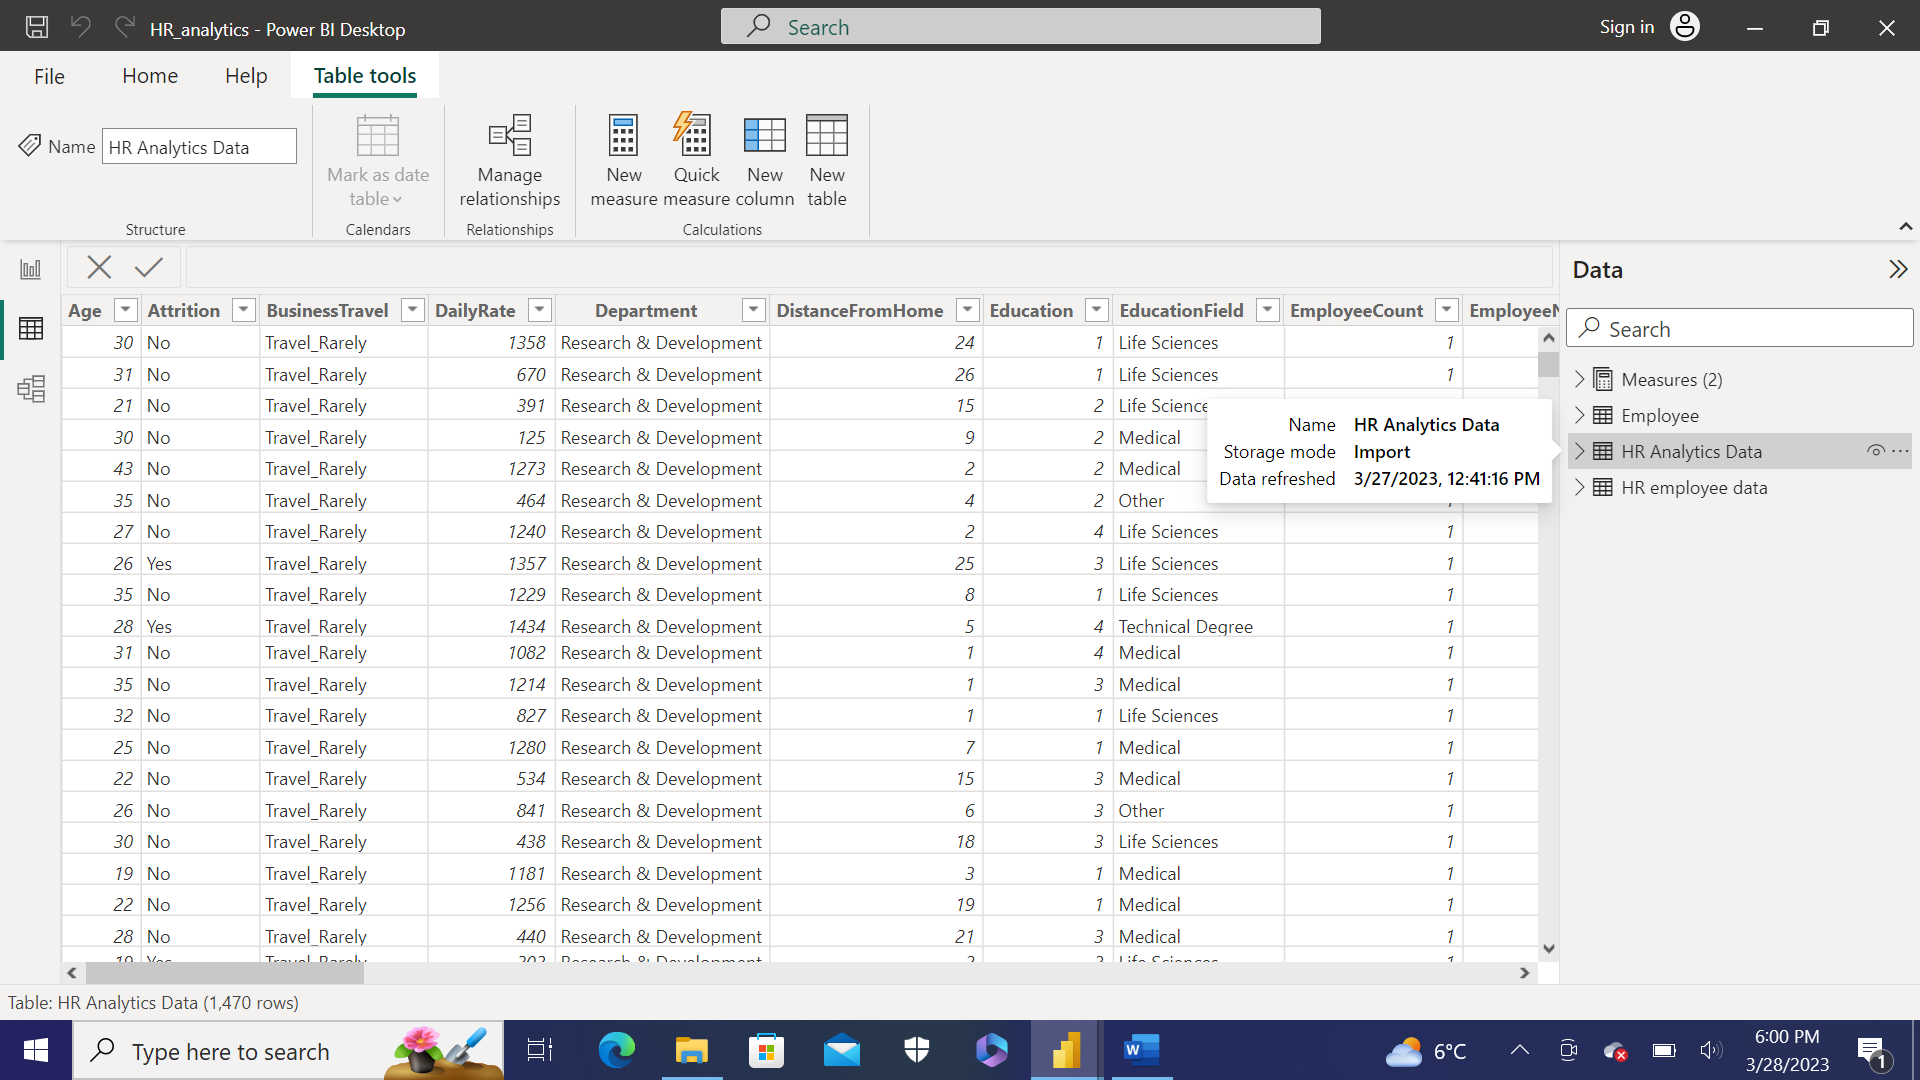 HR_analytics - Power BI Desktop
Search
Sign in
File Home Help Table tools
Name HR Analytics Data
Mark as date table
Manage relationships
New measure
Quick measure
New column
New table
Structure Calendars Relationships Calculations
Data
Search
Measures (2)
Employee
HR Analytics Data
HR employee data
Name HR Analytics Data
Storage mode Import
Data refreshed 3/27/2023, 12:41:16 PM
Age Attrition BusinessTravel DailyRate Department DistanceFromHome Education EducationField EmployeeCount
30 No Travel_Rarely 1358 Research & Development 24 1 Life Sciences 1
31 No Travel_Rarely 670 Research & Development 26 1 Life Sciences 1
21 No Travel_Rarely 391 Research & Development 15 2 Life Science
30 No Travel_Rarely 125 Research & Development 9 2 Medical
43 No Travel_Rarely 1273 Research & Development 2 2 Medical
35 No Travel_Rarely 464 Research & Development 4 2 Other
27 No Travel_Rarely 1240 Research & Development 2 4 Life Sciences 1
26 Yes Travel_Rarely 1357 Research & Development 25 3 Life Sciences 1
35 No Travel_Rarely 1229 Research & Development 8 1 Life Sciences 1
28 Yes Travel_Rarely 1434 Research & Development 5 4 Technical Degree 1
31 No Travel_Rarely 1082 Research & Development 1 4 Medical 1
35 No Travel_Rarely 1214 Research & Development 1 3 Medical 1
32 No Travel_Rarely 827 Research & Development 1 1 Life Sciences 1
25 No Travel_Rarely 1280 Research & Development 7 1 Medical 1
22 No Travel_Rarely 534 Research & Development 15 3 Medical 1
26 No Travel_Rarely 841 Research & Development 6 3 Other 1
30 No Travel_Rarely 438 Research & Development 18 3 Life Sciences 1
19 No Travel_Rarely 1181 Research & Development 3 1 Medical 1
22 No Travel_Rarely 1256 Research & Development 19 1 Medical 1
28 No Travel_Rarely 440 Research & Development 21 3 Medical 1
Table: HR Analytics Data (1,470 rows)
Type here to search
6°C
6:00 PM
3/28/2023
1